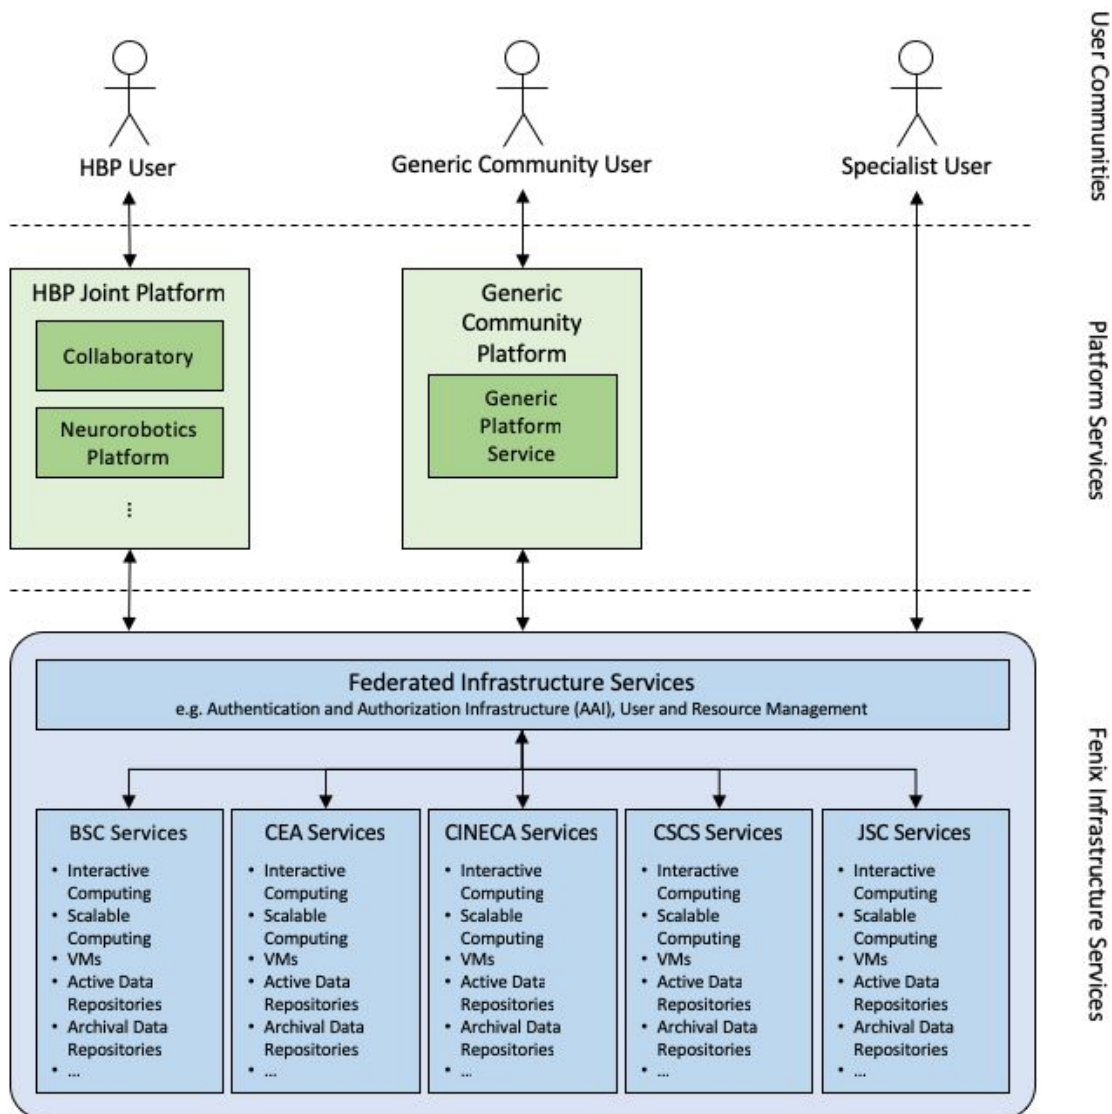 User Communities
HBP User
Generic Community User
Specialist User
Platform Services
HBP Joint Platform
Collaboratory
Neurorobotics
Platform
...
Generic
Community
Platform
Generic
Platform
Service
Fenix Infrastructure Services
Federated Infrastructure Services
e.g. Authentication and Authorization Infrastructure (AAI), User and Resource Management
BSC Services
• Interactive
Computing
• Scalable
Computing
• VMs
• Active Data
Repositories
• Archival Data
Repositories
• ...
CEA Services
• Interactive
Computing
• Scalable
Computing
• VMs
• Active Data
Repositories
• Archival Data
Repositories
• ...
CINECA Services
• Interactive
Computing
• Scalable
Computing
• VMs
• Active Data
Repositories
• Archival Data
Repositories
• ...
CSCS Services
• Interactive
Computing
• Scalable
Computing
• VMs
• Active Data
Repositories
• Archival Data
Repositories
• ...
JSC Services
• Interactive
Computing
• Scalable
Computing
• VMs
• Active Data
Repositories
• Archival Data
Repositories
• ...